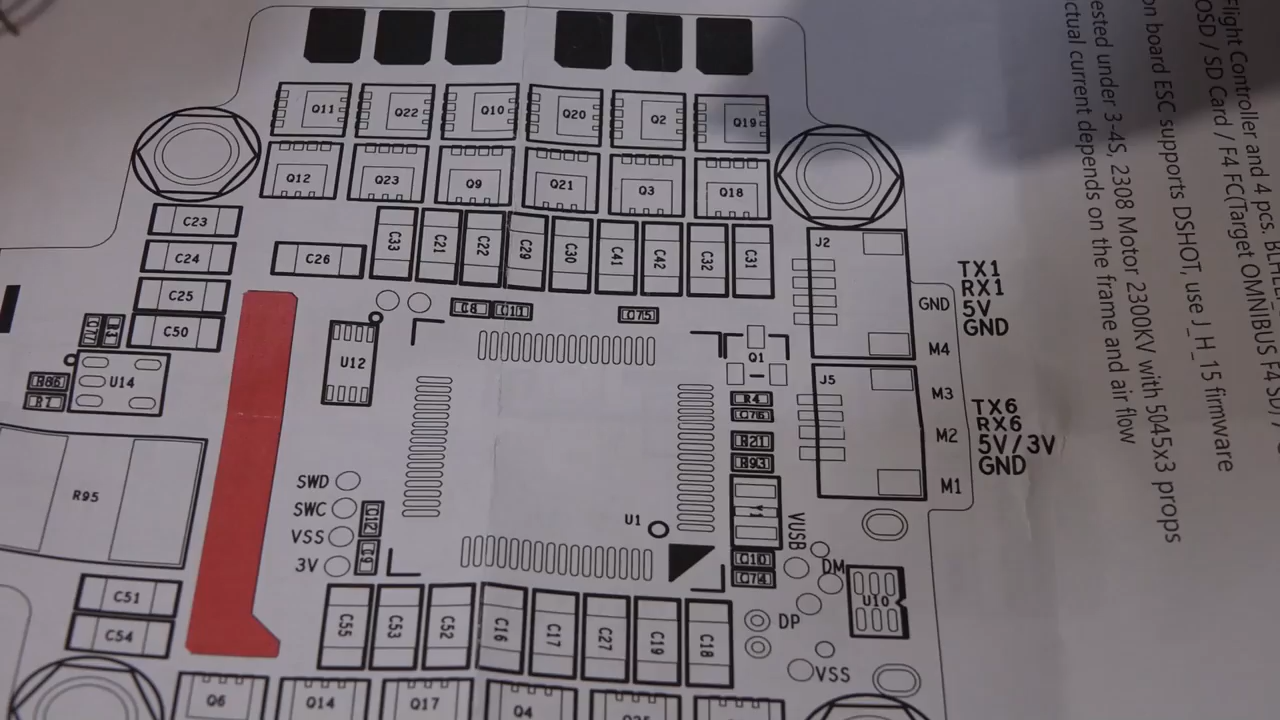 Flight Controller and 4 pcs.
OSD / SD Card / F4 FC(Target OMNIBUS F4 SD) /
on board ESC supports DSHOT, use J_H_15 firmware
ested under 3-4S, 2308 Motor 2300KV with 5045x3 props
ctual current depends on the frame and air flow
Q11
Q22
Q10
Q20
Q2
Q19
Q12
Q23
Q9
Q21
Q3
Q18
C23
C24
C25
C50
C26
C33
C21
C22
C29
C30
C41
C42
C32
C31
J2
TX1
RX1
5V
GND
GND
M4
M3
M2
M1
J5
TX6
RX6
5V/3V
GND
C8
C11
C75
U12
Q1
R4
C76
R21
R93
Y1
C10
C74
U14
R86
R7
R95
SWD
SWC
VSS
3V
C12
C9
U1
VUSB
DM
U10
DP
VSS
C51
C54
C55
C53
C52
C16
C17
C27
C19
C18
Q6
Q14
Q17
Q4